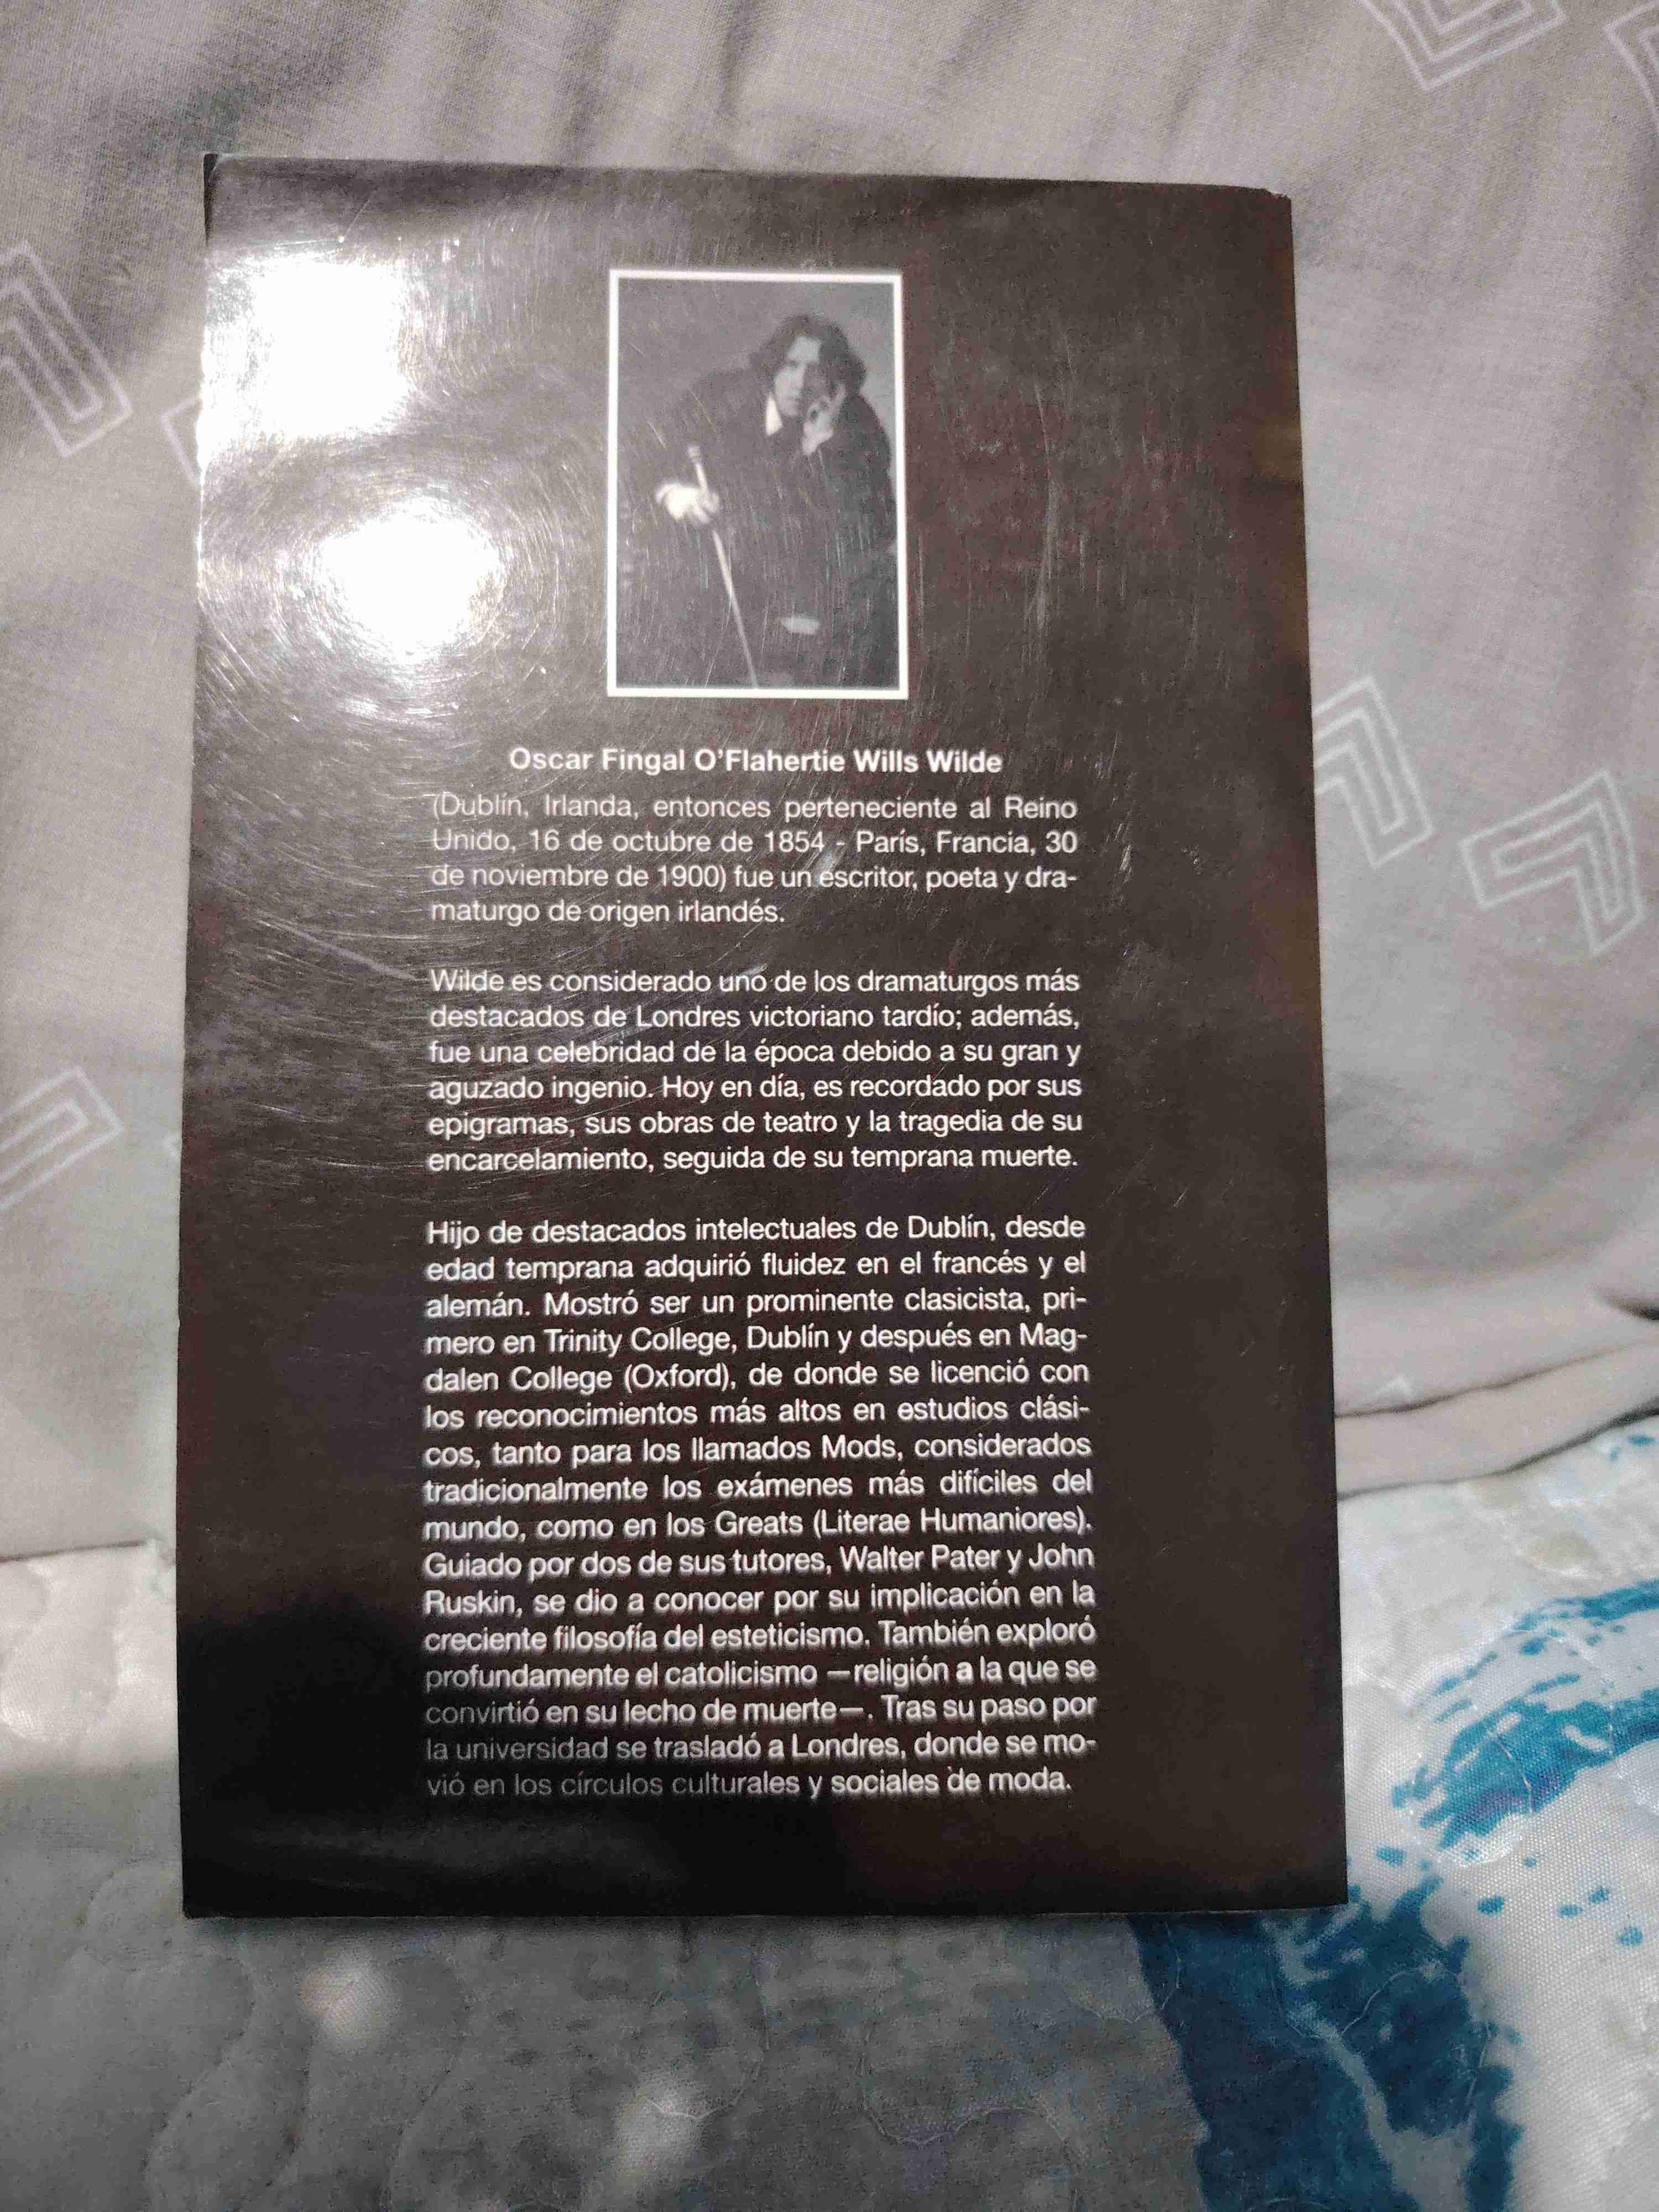 Oscar Fingal O'Flahertie Wills Wilde
(Dublín, Irlanda, entonces perteneciente al Reino
Unido, 16 de octubre de 1854 - París, Francia, 30
de noviembre de 1900) fue un escritor, poeta y dra-
maturgo de origen irlandés.
Wilde es considerado uno de los dramaturgos más
destacados de Londres victoriano tardío; además,
fue una celebridad de la época debido a su gran y
aguzado ingenio. Hoy en día, es recordado por sus
epigramas, sus obras de teatro y la tragedia de su
encarcelamiento, seguida de su temprana muerte.
Hijo de destacados intelectuales de Dublín, desde
edad temprana adquirió fluidez en el francés y el
alemán. Mostró ser un prominente clasicista, pri-
mero en Trinity College, Dublín y después en Mag-
dalen College (Oxford), de donde se licenció con
los reconocimientos más altos en estudios clási-
cos, tanto para los llamados Mods, considerados
tradicionalmente los exámenes más difíciles del
mundo, como en los Greats (Literae Humaniores).
Guiado por dos de sus tutores, Walter Pater y John
Ruskin, se dio a conocer por su implicación en la
creciente filosofía del esteticismo. También exploró
profundamente el catolicismo —religión a la que se
convirtió en su lecho de muerte—. Tras su paso por
la universidad se trasladó a Londres, donde se mo-
vió en los círculos culturales y sociales de moda.